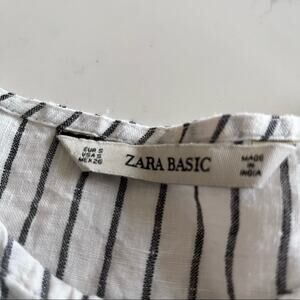 EUR S
USA S
MEX 26
ZARA BASIC
MADE
IN
INDIA